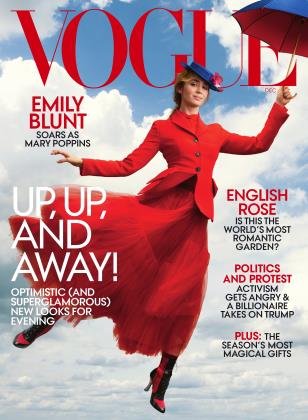 VOGUE
DEC
EMILY
BLUNT
SOARS AS
MARY POPPINS
UP, UP,
AND
AWAY!
OPTIMISTIC (AND
SUPERGLAMOROUS)
NEW LOOKS FOR
EVENING
ENGLISH
ROSE
IS THIS THE
WORLD'S MOST
ROMANTIC
GARDEN?
POLITICS
AND PROTEST
ACTIVISM
GETS ANGRY &
A BILLIONAIRE
TAKES ON TRUMP
PLUS: THE
SEASON'S MOST
MAGICAL GIFTS